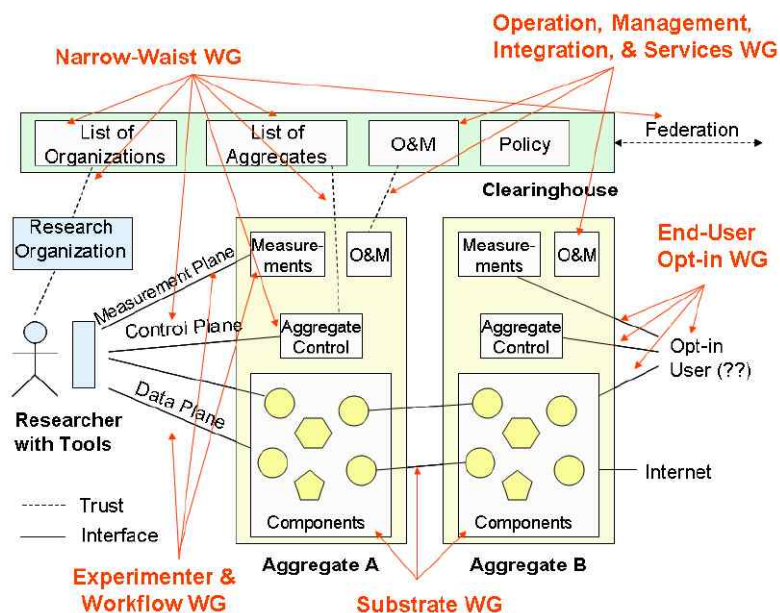 Operation, Management,
Integration, & Services WG
Narrow-Waist WG
List of
Organizations
List of
Aggregates
O&M
Policy
Federation
Clearinghouse
Research
Organization
Measure-
ments
O&M
Measure-
ments
O&M
End-User
Opt-in WG
Measurement Plane
Control Plane
Aggregate
Control
Aggregate
Control
Opt-in
User (??)
Data Plane
Researcher
with Tools
Internet
Trust
Interface
Components
Components
Aggregate A
Aggregate B
Experimenter &
Workflow WG
Substrate WG